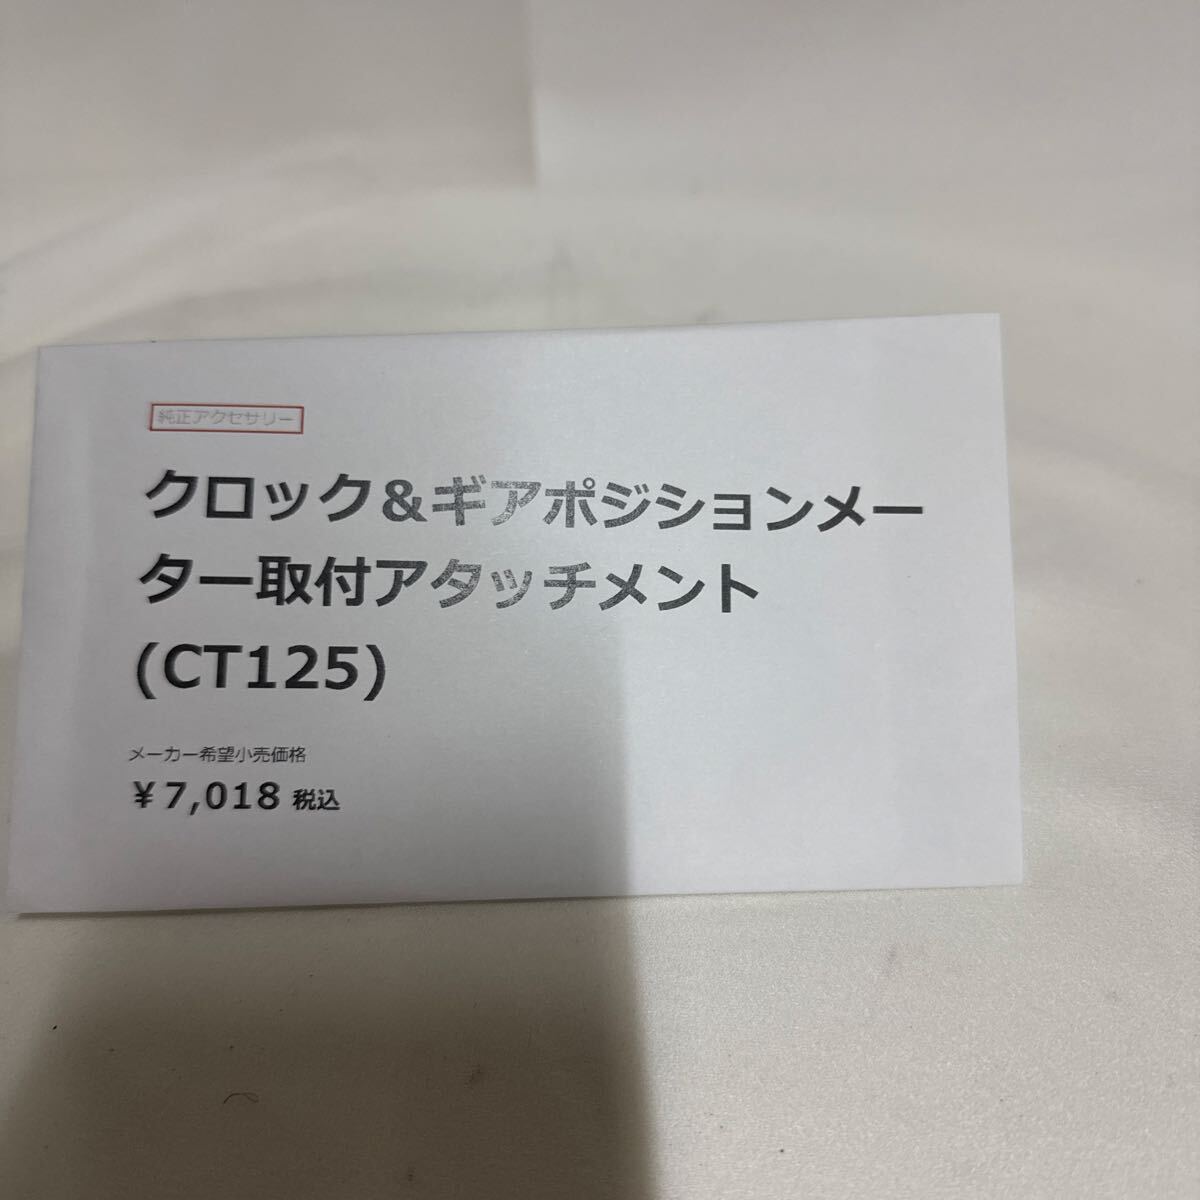 純正アクセサリー
クロック＆ギアポジションメー
ター取付アタッチメント
(CT125)
メーカー希望小売価格
￥7,018 税込